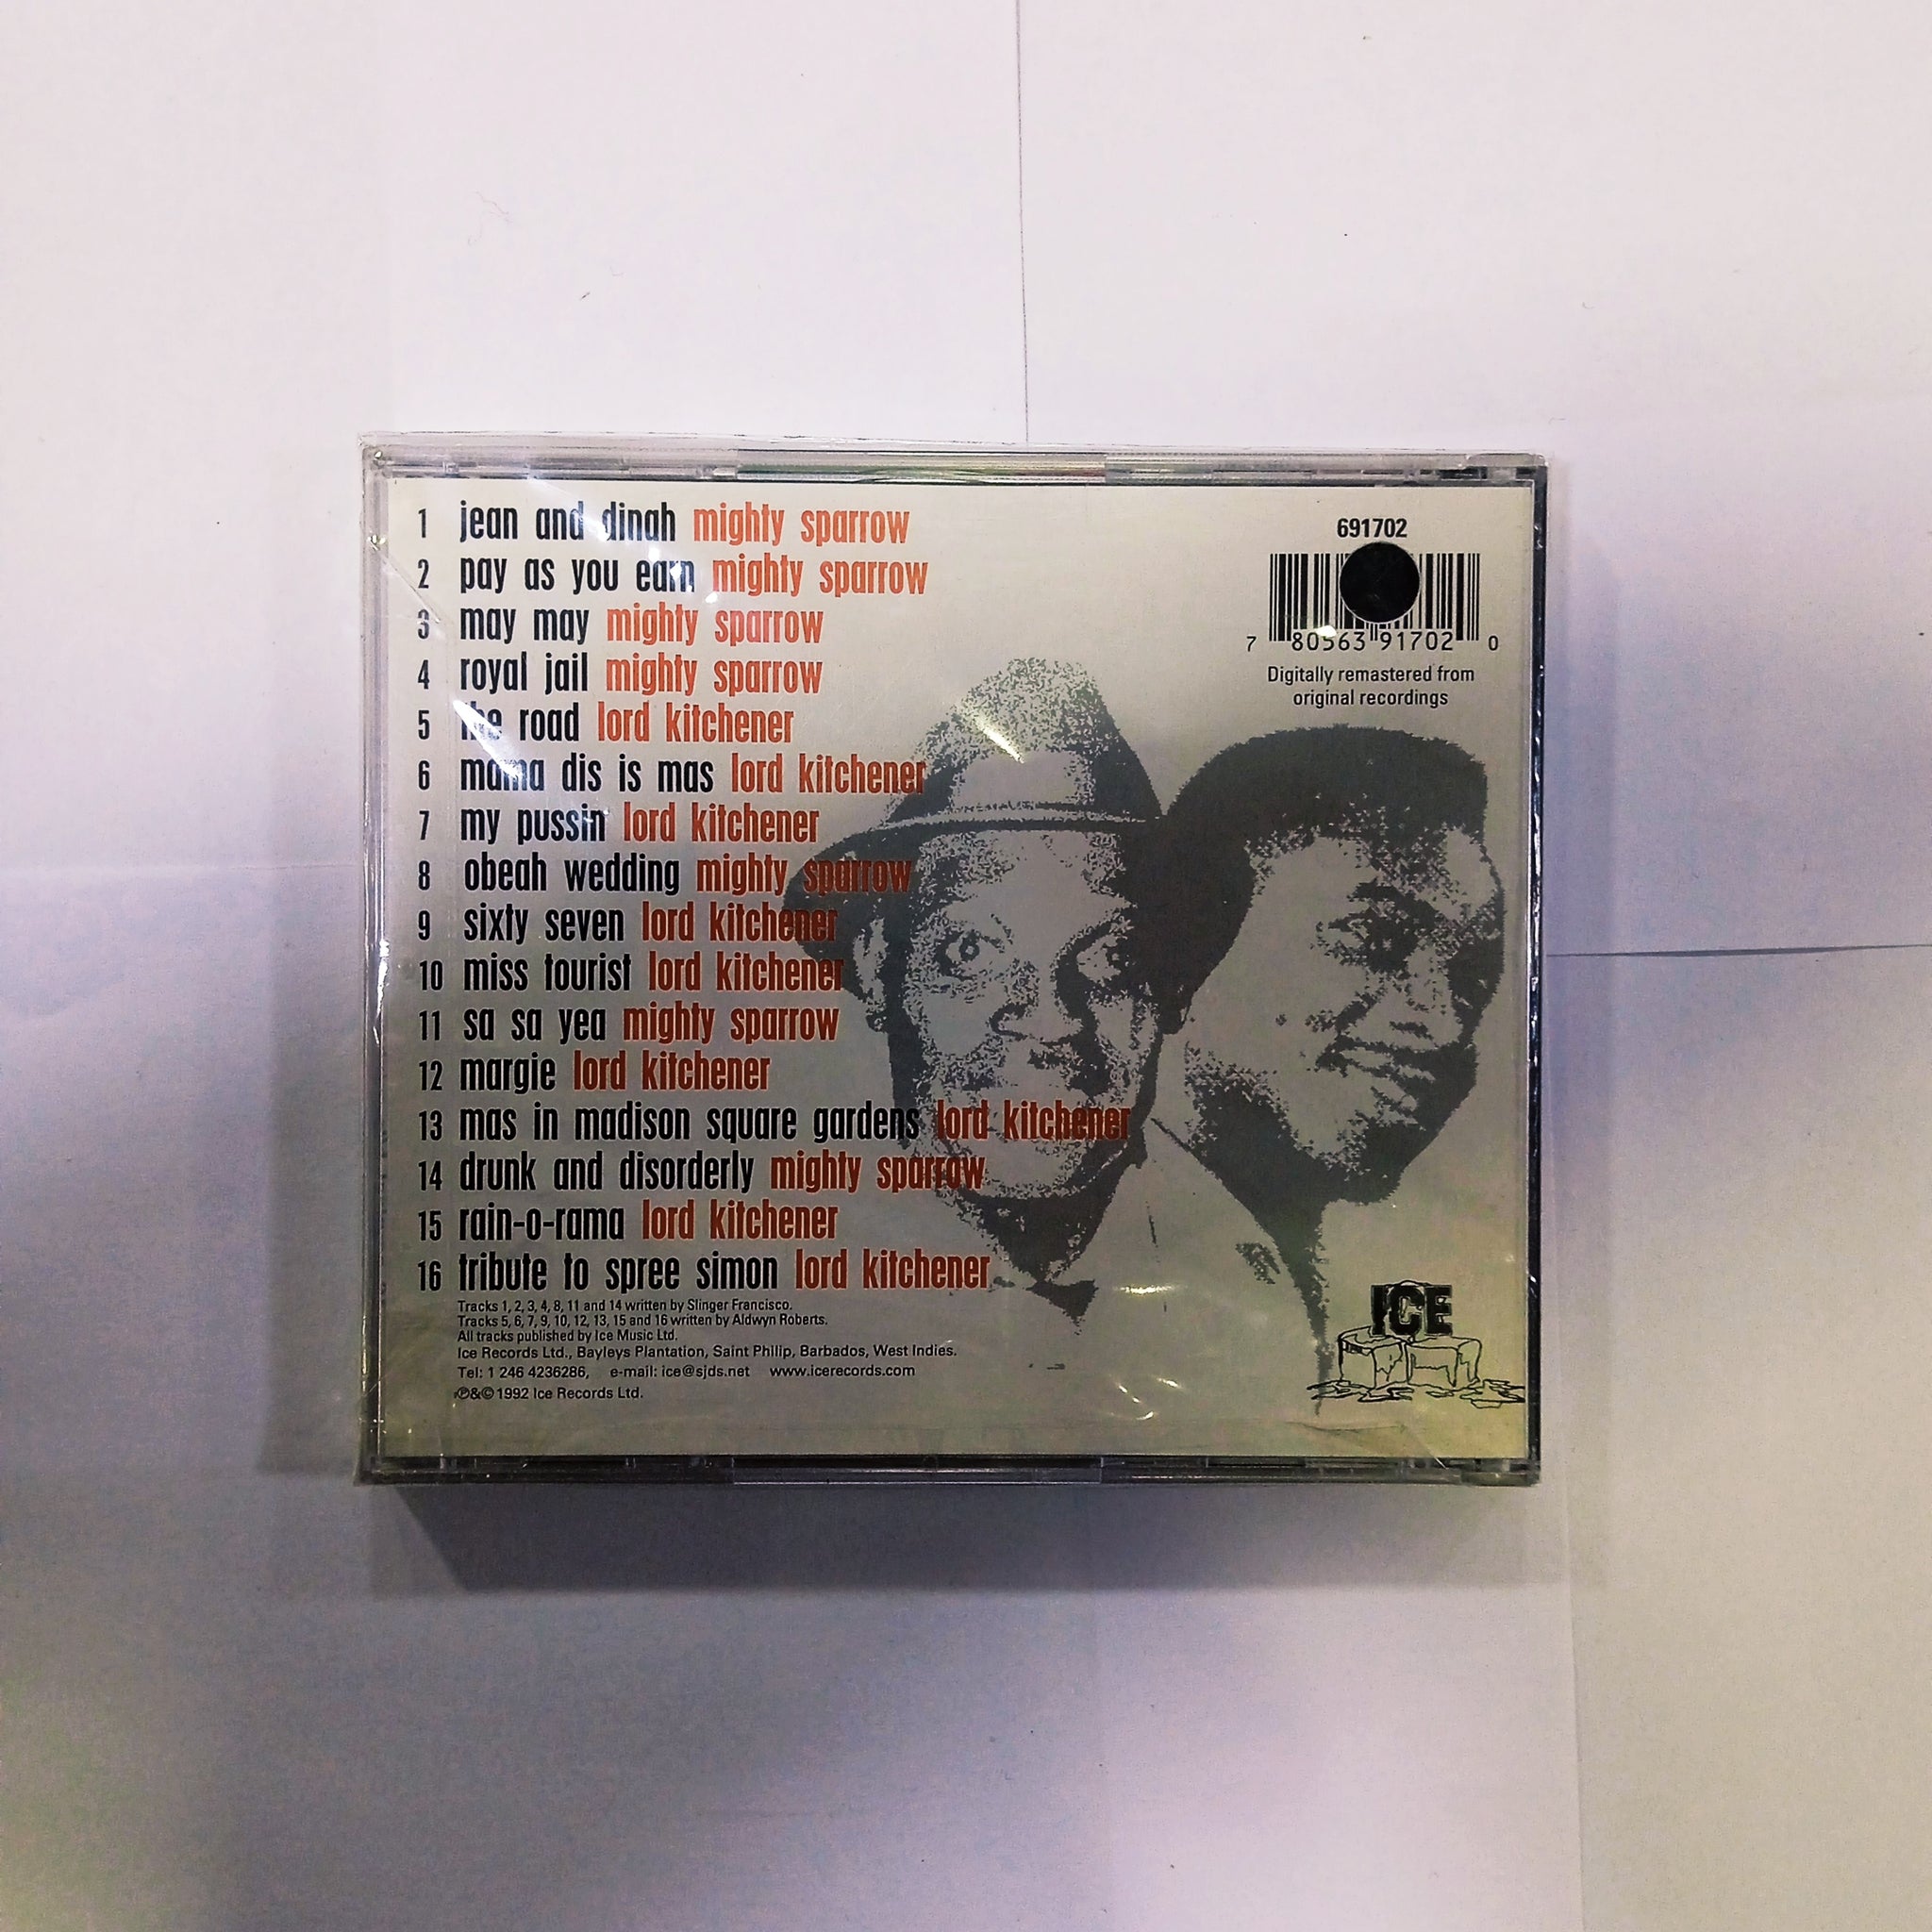 1 jean and dinah mighty sparrow
2 pay as you earn mighty sparrow
3 may may mighty sparrow
4 royal jail mighty sparrow
5 the road lord kitchener
6 mama dis is mas lord kitchener
7 my pussin lord kitchener
8 obeah wedding mighty sparrow
9 sixty seven lord kitchener
10 miss tourist lord kitchener
11 sa sa yea mighty sparrow
12 margie lord kitchener
13 mas in madison square gardens lord kitchener
14 drunk and disorderly mighty sparrow
15 rain-o-rama lord kitchener
16 tribute to spree simon lord kitchener
Tracks 1, 2, 3, 4, 8, 11 and 14 written by Slinger Francisco.
Tracks 5, 6, 7, 9, 10, 12, 13, 15 and 16 written by Aldwyn Roberts.
All tracks published by Ice Music Ltd.
Ice Records Ltd., Bayleys Plantation, Saint Philip, Barbados, West Indies.
Tel: 1 246 4236286, e-mail: ice@sjds.net www.icerecords.com
℗&© 1992 Ice Records Ltd.
691702
7 80563 91702 0
Digitally remastered from
original recordings
ICE